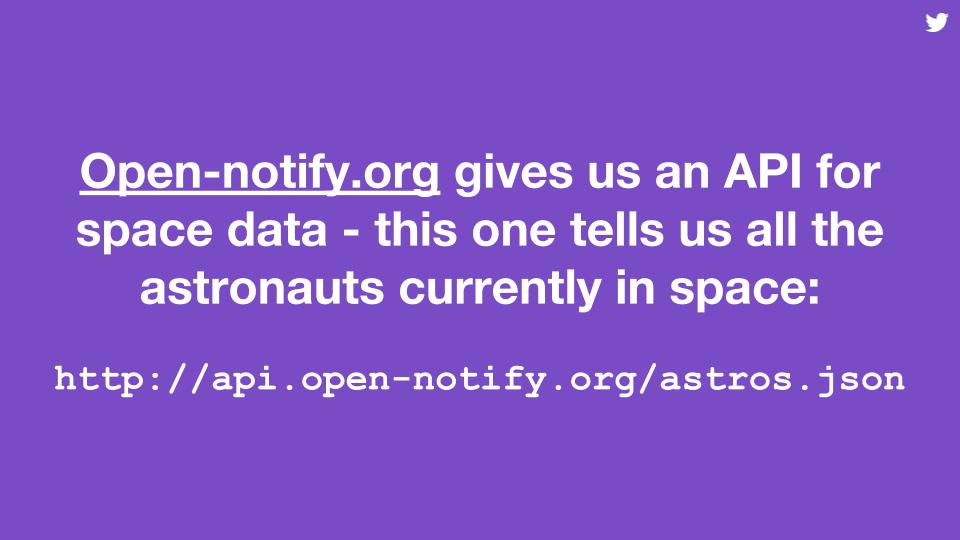 Open-notify.org gives us an API for
space data - this one tells us all the
astronauts currently in space:
http://api.open-notify.org/astros.json